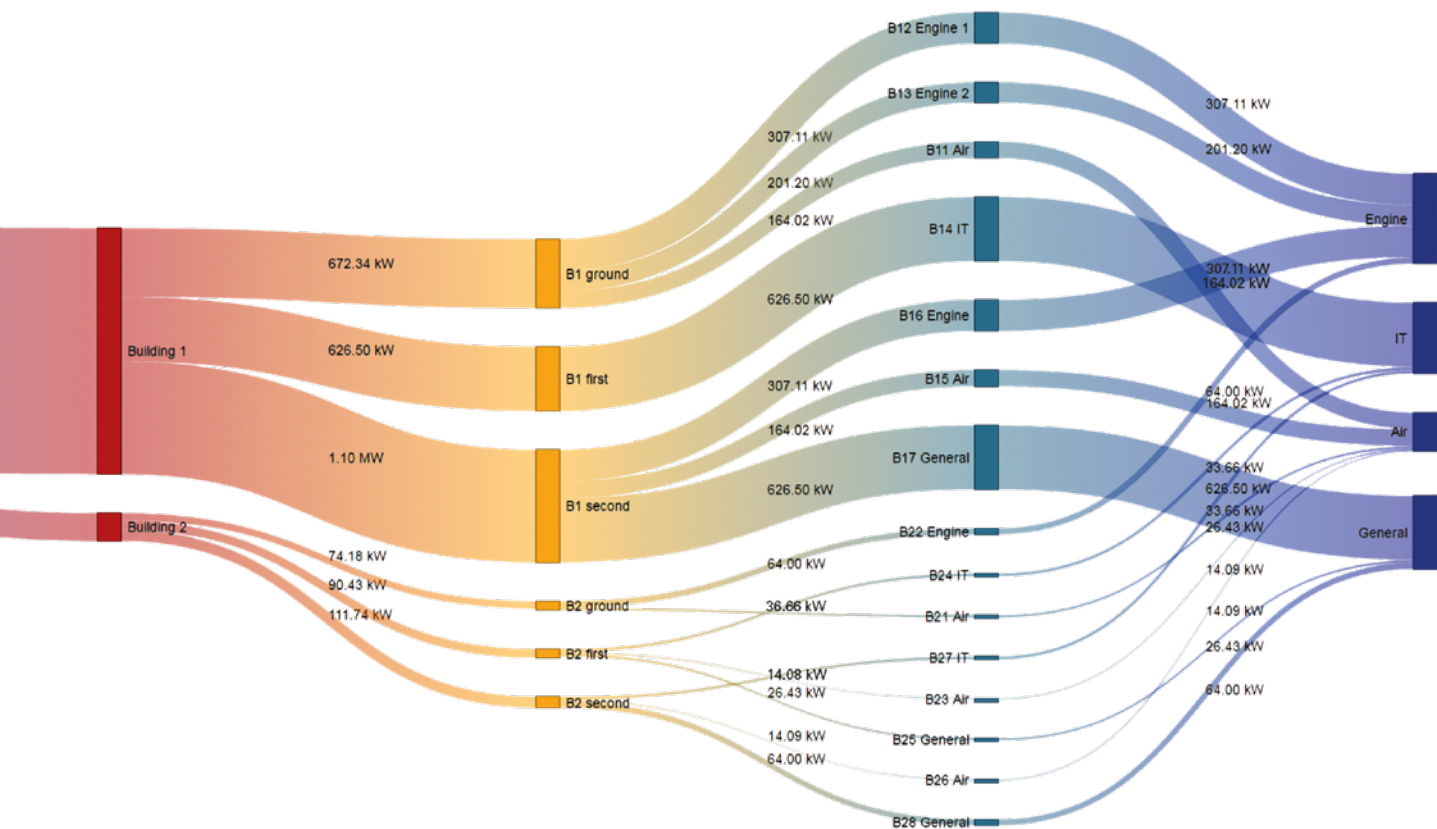 B12 Engine 1
B13 Engine 2
307.11 kW
307.11 kW
201.20 kW
B11 Air
201.20 kW
164.02 kW
Engine
B14 IT
672.34 kW
B1 ground
307.11 kW
164.02 kW
626.50 kW
B16 Engine
IT
626.50 kW
Building 1
B1 first
B15 Air
307.11 kW
64.00 kW
164.02 kW
164.02 kW
Air
1.10 MW
B17 General
33.66 kW
626.50 kW
626.50 kW
B1 second
33.66 kW
26.43 kW
Building 2
B22 Engine
General
74.18 kW
64.00 kW
14.09 kW
90.43 kW
B24 IT
B2 ground
36.66 kW
111.74 kW
B21 Air
14.09 kW
B2 first
B27 IT
26.43 kW
14.08 kW
26.43 kW
64.00 kW
B2 second
B23 Air
14.09 kW
B25 General
64.00 kW
B26 Air
B28 General